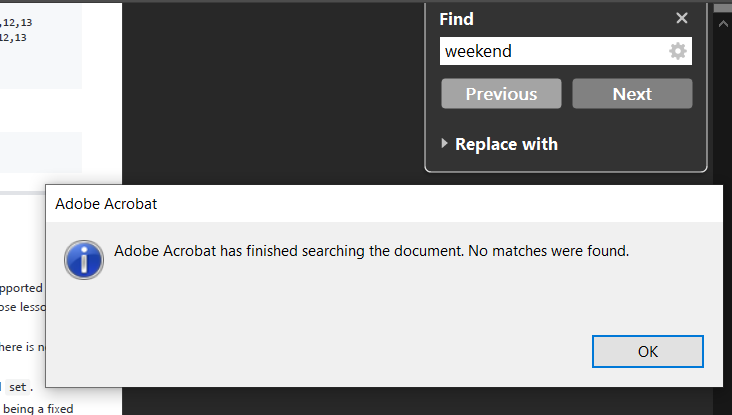 ,12,13
12,13
Find
weekend
Previous
Next
Replace with
Adobe Acrobat
Adobe Acrobat has finished searching the document. No matches were found.
OK
pported
ose lesso
here is n
set.
being a fixed